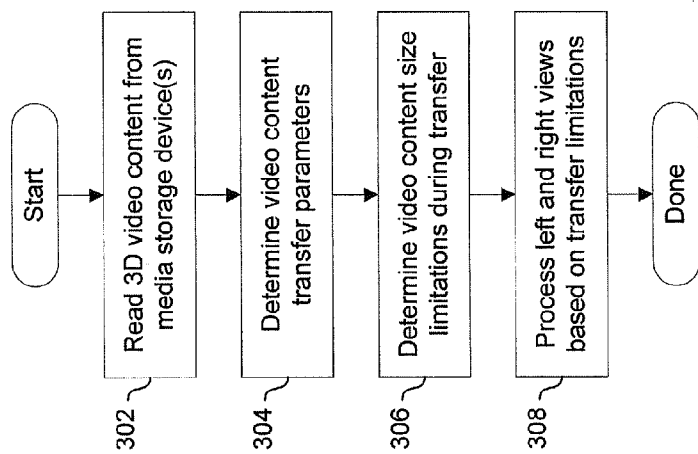 Start
302
Read 3D video content from
media storage device(s)
304
Determine video content
transfer parameters
306
Determine video content size
limitations during transfer
308
Process left and right views
based on transfer limitations
Done